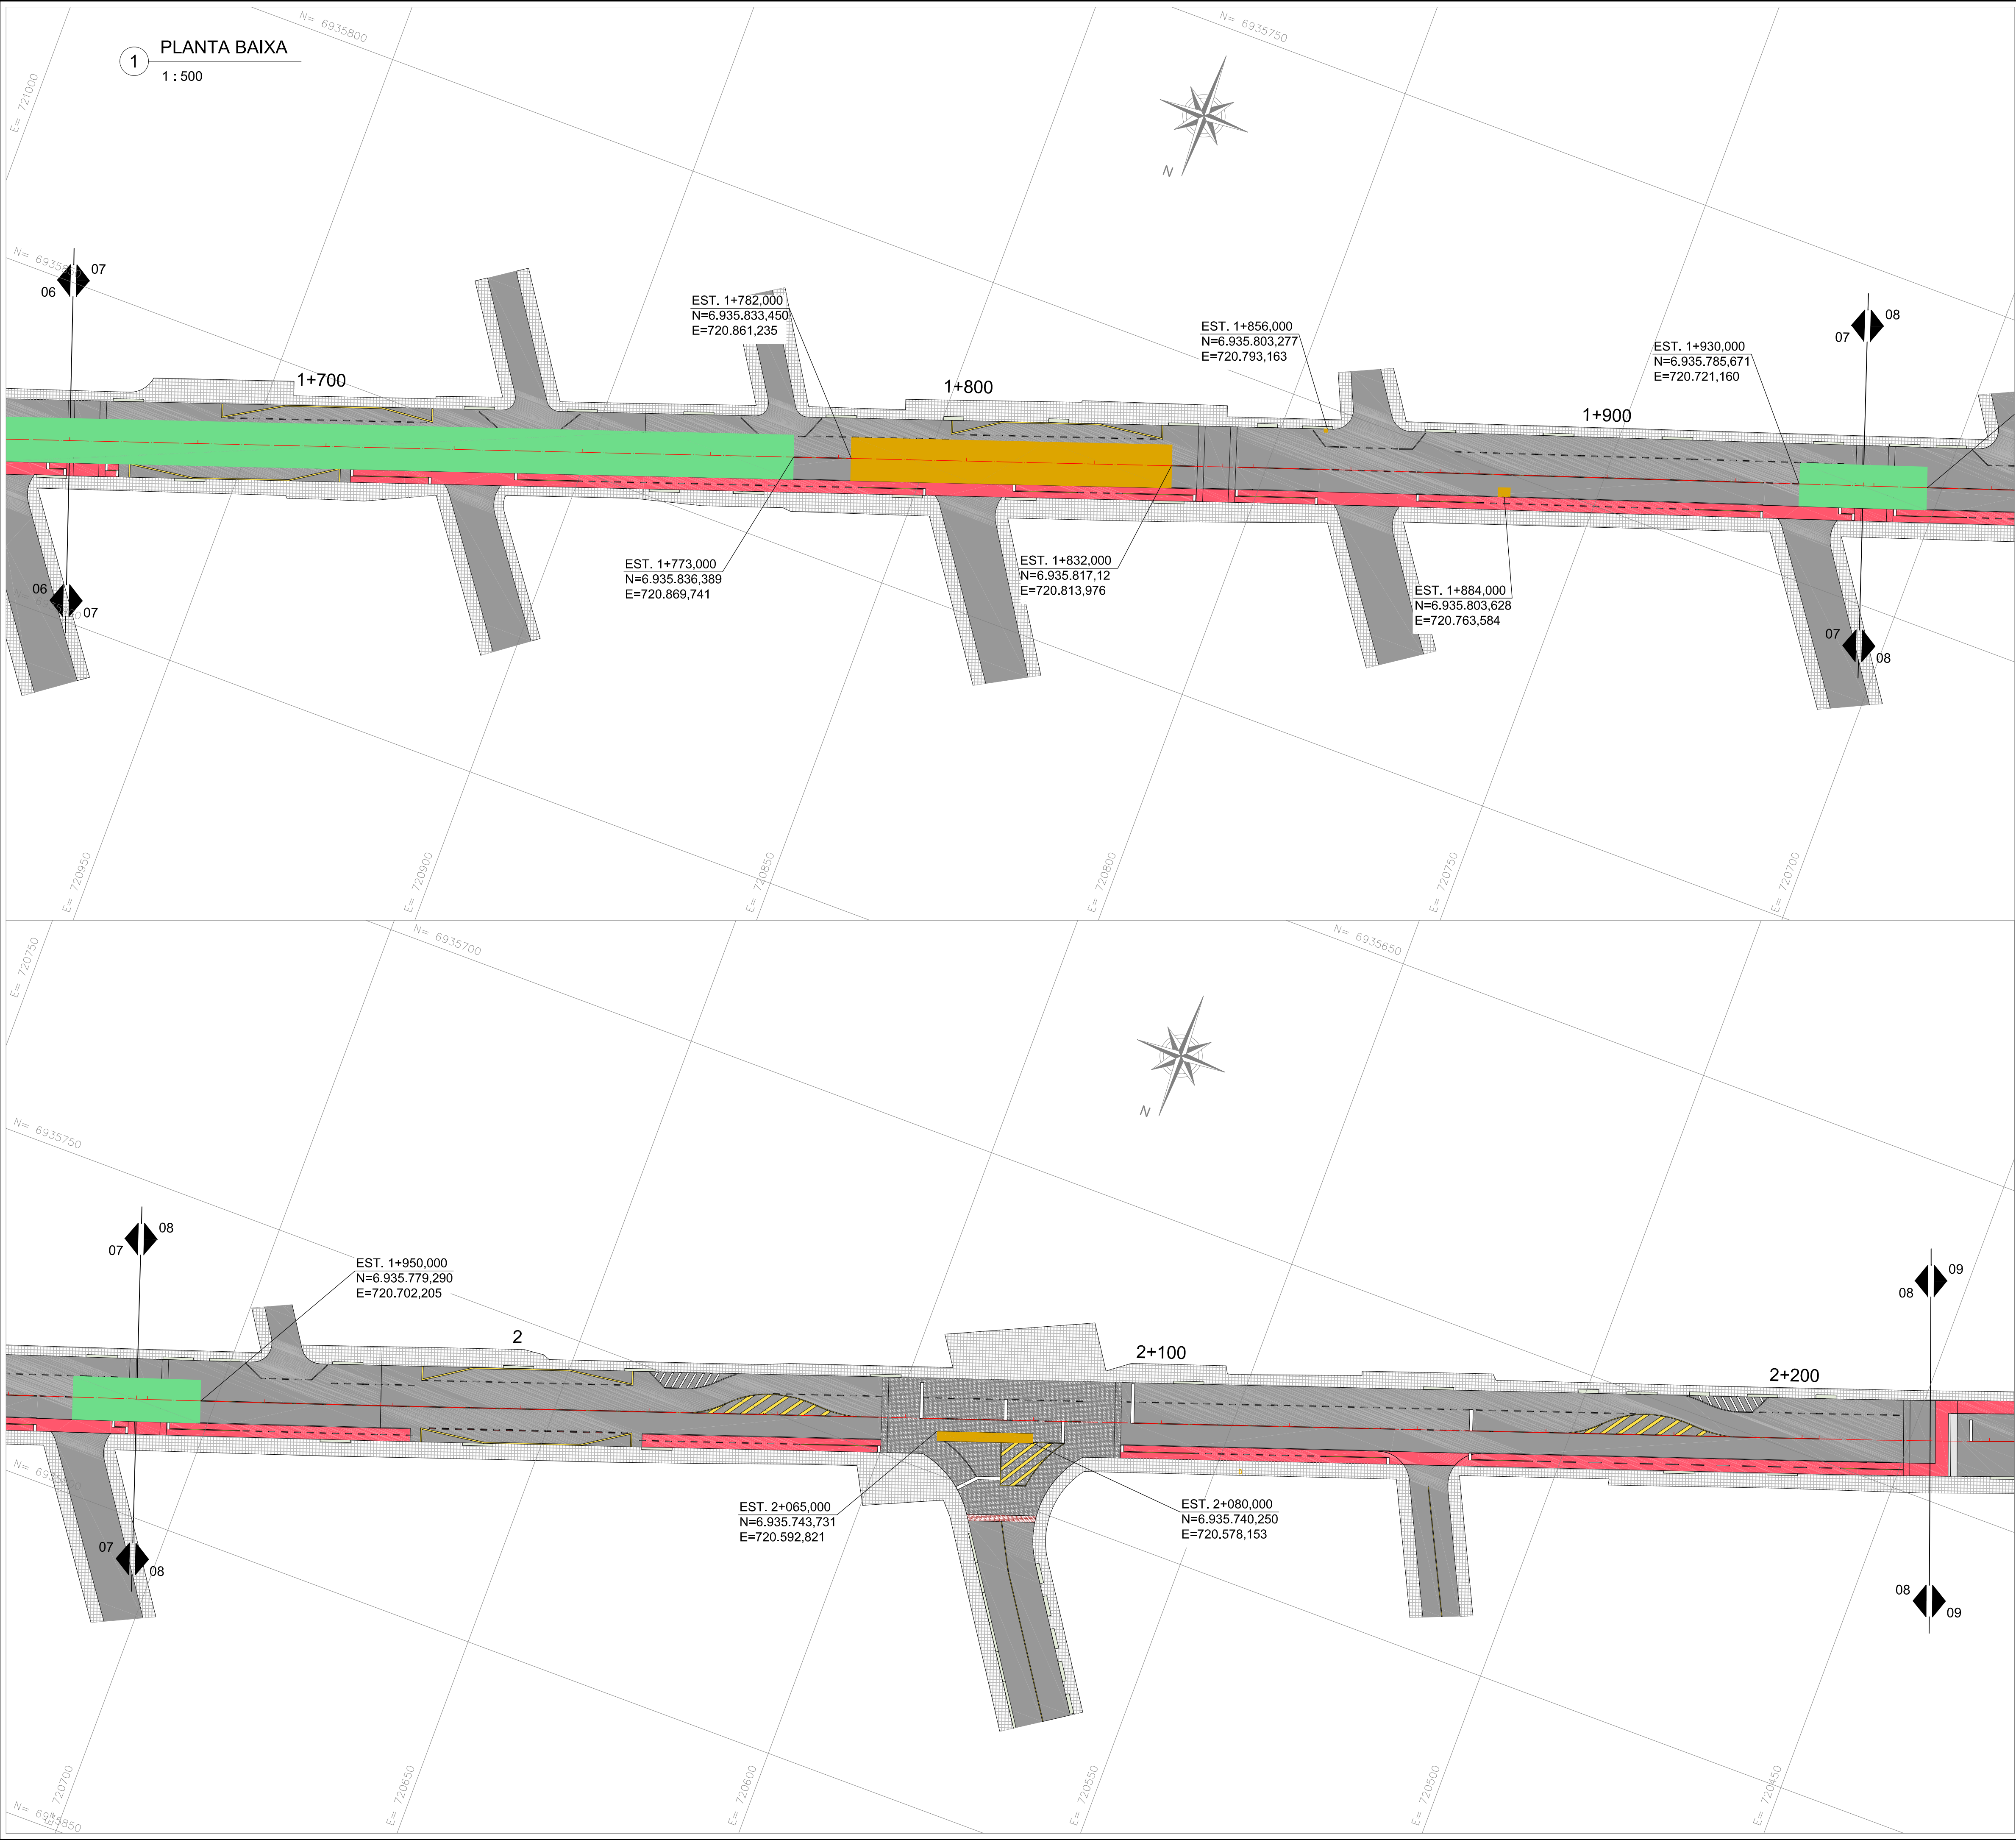 PLANTA BAIXA
1
1 : 500
N= 6935800
N= 6935750
E= 721000
N
07
06
08
07
EST. 1+782,000
N=6.935.833,450
E=720.861,235
EST. 1+856,000
N=6.935.803,277
E=720.793,163
EST. 1+930,000
N=6.935.785,671
E=720.721,160
1+700
1+800
1+900
EST. 1+773,000
N=6.935.836,389
E=720.869,741
EST. 1+832,000
N=6.935.817,12
E=720.813,976
EST. 1+884,000
N=6.935.803,628
E=720.763,584
06
07
07
08
E= 720950
E= 720900
E= 720850
E= 720800
E= 720750
E= 720700
E= 720750
N= 6935700
N= 6935650
N
N= 6935750
08
07
09
08
EST. 1+950,000
N=6.935.779,290
E=720.702,205
2
2+100
2+200
EST. 2+065,000
N=6.935.743,731
E=720.592,821
EST. 2+080,000
N=6.935.740,250
E=720.578,153
07
08
08
09
N= 6935850
E= 720650
E= 720600
E= 720550
E= 720500
E= 720450